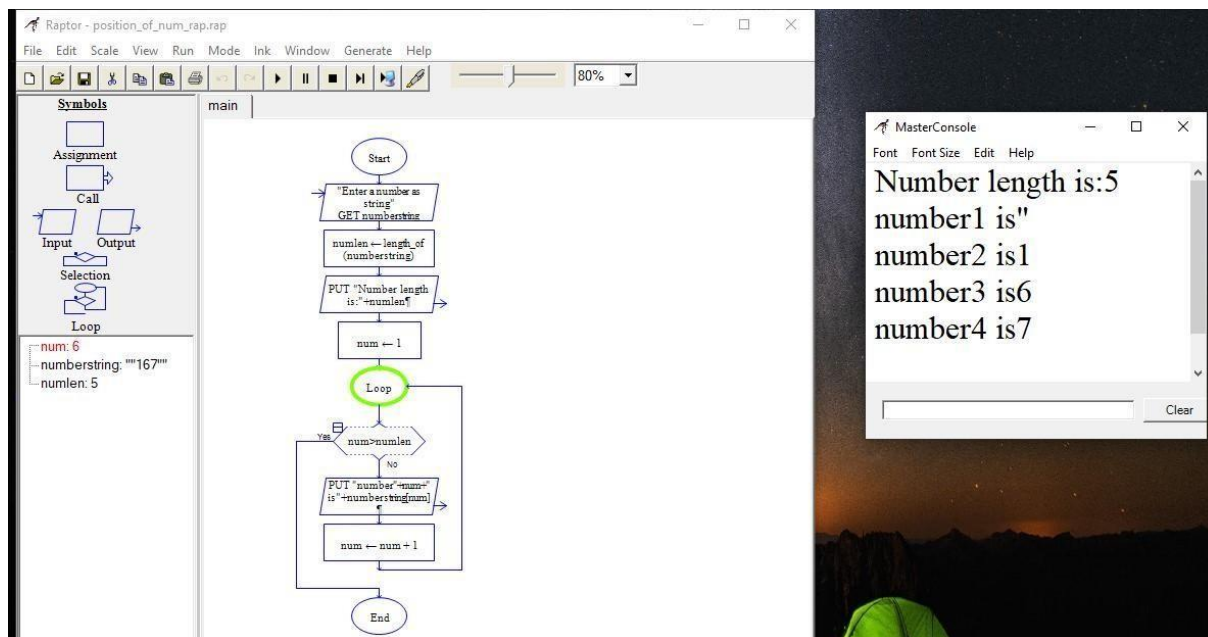 Raptor - position_of_num_rap.rap
File Edit Scale View Run Mode Ink Window Generate Help
80%
Symbols
Assignment
Call
Input Output
Selection
Loop
num: 6
numberstring: ""167""
numlen: 5
main
Start
"Enter a number as
string"
GET numberstring
numlen ← length_of
(numberstring)
PUT "Number length
is:"+numlen¶
num ← 1
Loop
Yes
num>numlen
No
PUT "number"+num+"
is"+numberstring[num]
¶
num ← num + 1
End
MasterConsole
Font Font Size Edit Help
Number length is:5
number1 is"
number2 is1
number3 is6
number4 is7
Clear